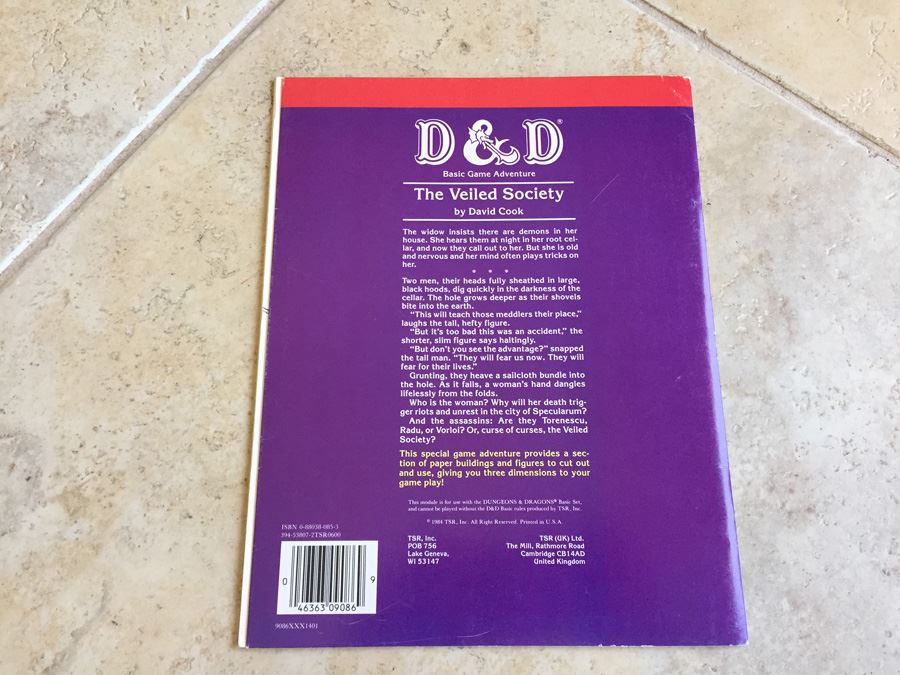 D&D®
Basic Game Adventure
The Veiled Society
by David Cook
The widow insists there are demons in her
house. She hears them at night in her root cel-
lar, and now they call out to her. But she is old
and nervous and her mind often plays tricks on
her.
* * *
Two men, their heads fully sheathed in large,
black hoods, dig quickly in the darkness of the
cellar. The hole grows deeper as their shovels
bite into the earth.
"This will teach those meddlers their place,"
laughs the tall, hefty figure.
"But it's too bad this was an accident," the
shorter, slim figure says haltingly.
"But don't you see the advantage?" snapped
the tall man. "They will fear us now. They will
fear for their lives."
Grunting, they heave a sailcloth bundle into
the hole. As it falls, a woman's hand dangles
lifelessly from the folds.
Who is the woman? Why will her death trig-
ger riots and unrest in the city of Specularum?
And the assassins: Are they Torenescu,
Radu, or Vorloi? Or, curse of curses, the Veiled
Society?
This special game adventure provides a sec-
tion of paper buildings and figures to cut out
and use, giving you three dimensions to your
game play!
This module is for use with the DUNGEONS & DRAGONS® Basic Set,
and cannot be played without the D&D Basic rules produced by TSR, Inc.
© 1984 TSR, Inc. All Right Reserved. Printed in U.S.A.
TSR, Inc.
POB 756
Lake Geneva,
WI 53147
TSR (UK) Ltd.
The Mill, Rathmore Road
Cambridge CB14AD
United Kingdom
ISBN 0-88038-085-3
394-53807-2TSR0600
0 46363 09086 9
9086XXX1401